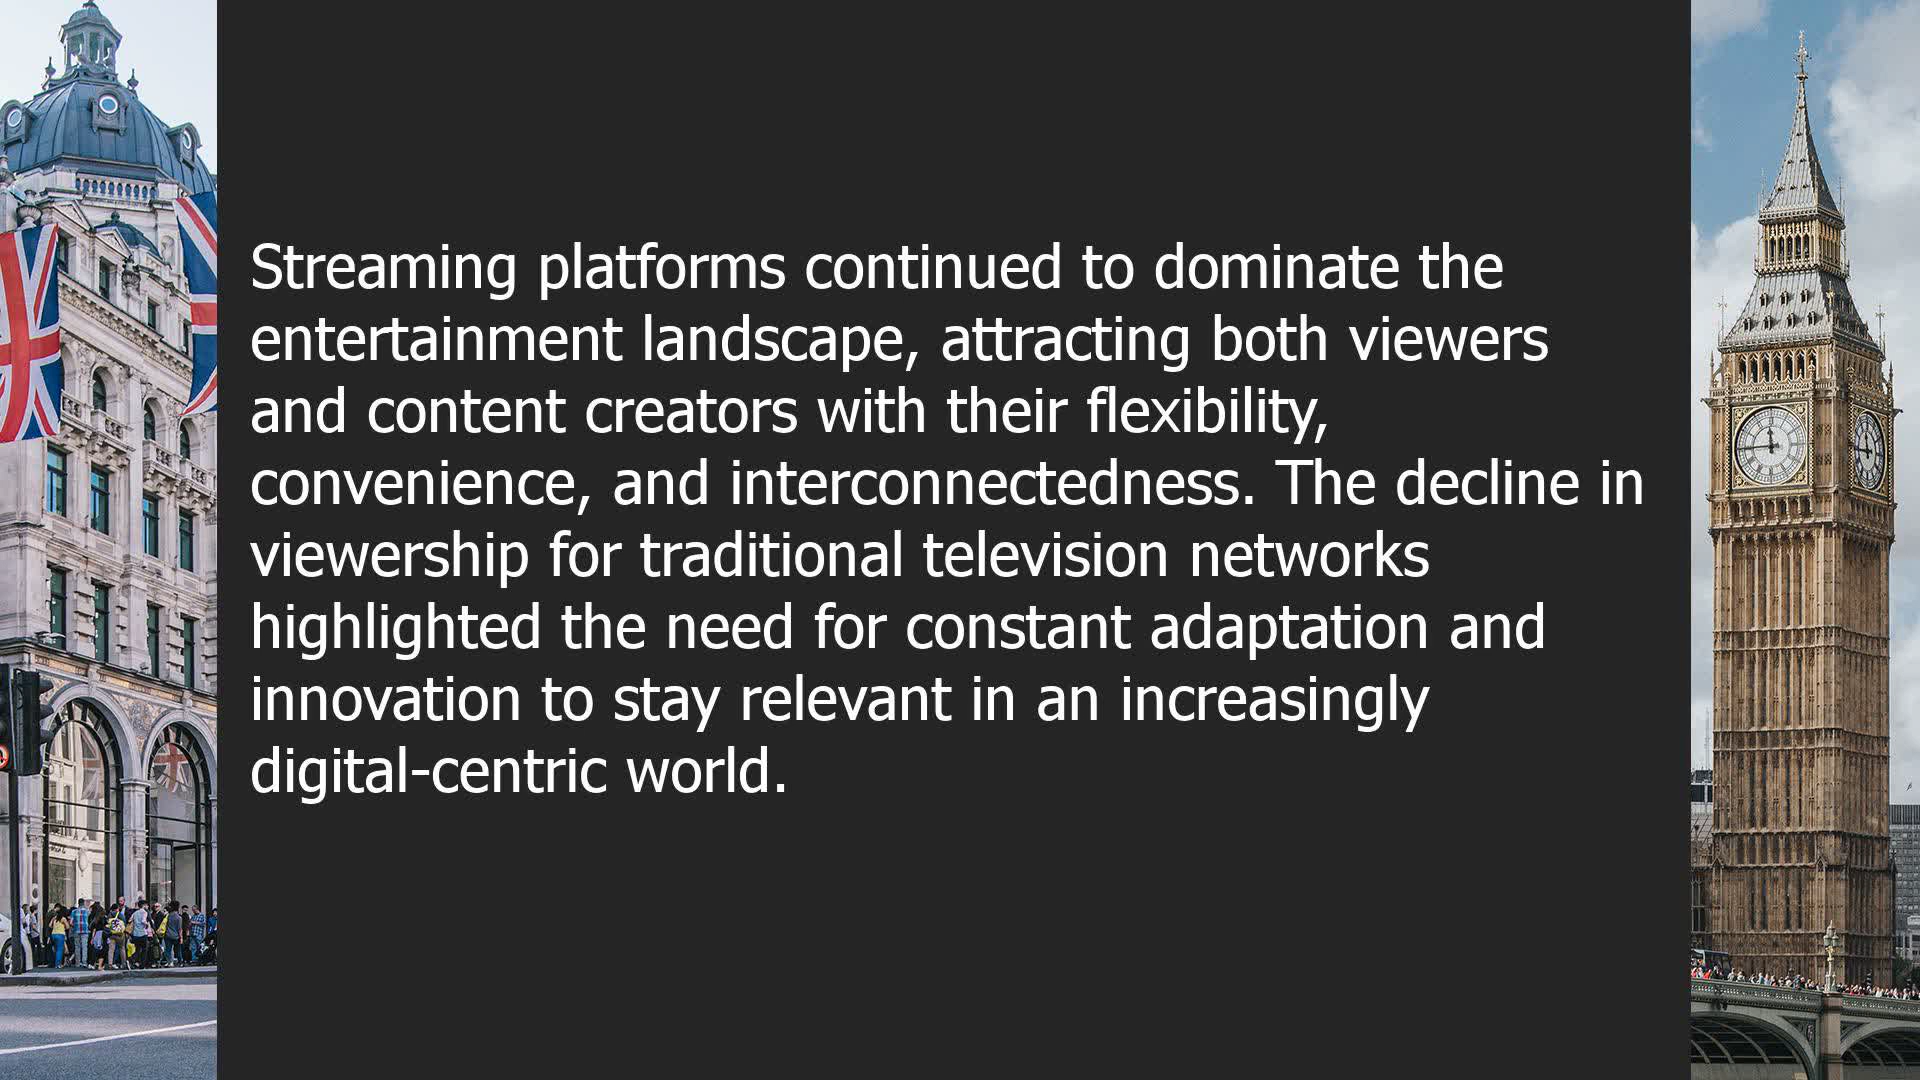 Streaming platforms continued to dominate the
entertainment landscape, attracting both viewers
and content creators with their flexibility,
convenience, and interconnectedness. The decline in
viewership for traditional television networks
highlighted the need for constant adaptation and
innovation to stay relevant in an increasingly
digital-centric world.